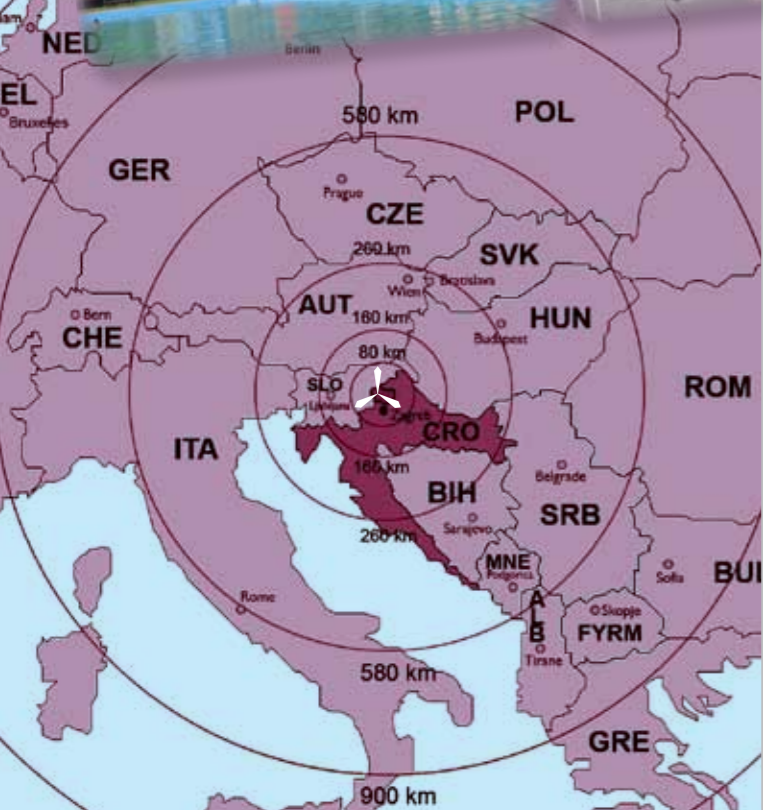 NED
Berlin
EL
Bruxelles
580 km
POL
GER
Prague
CZE
260 km
SVK
Wien
Bratislava
AUT
160 km
HUN
Bern
CHE
Budapest
80 km
SLO
Ljubljana
Zagreb
ROM
CRO
ITA
160 km
Belgrade
BIH
SRB
Sarajevo
260 km
MNE
Podgorica
Sofia
BUL
Rome
A
L
B
Skopje
FYRM
Tirane
580 km
GRE
900 km